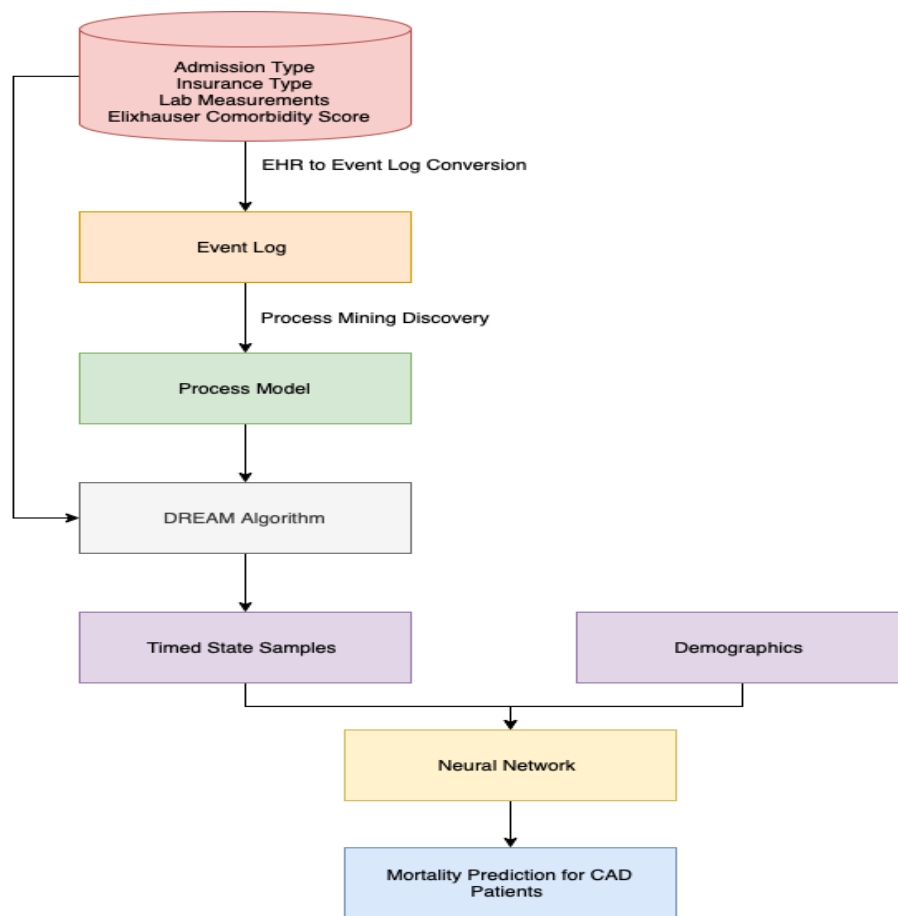 Admission Type
Insurance Type
Lab Measurements
Elixhauser Comorbidity Score
EHR to Event Log Conversion
Event Log
Process Mining Discovery
Process Model
DREAM Algorithm
Timed State Samples
Demographics
Neural Network
Mortality Prediction for CAD
Patients